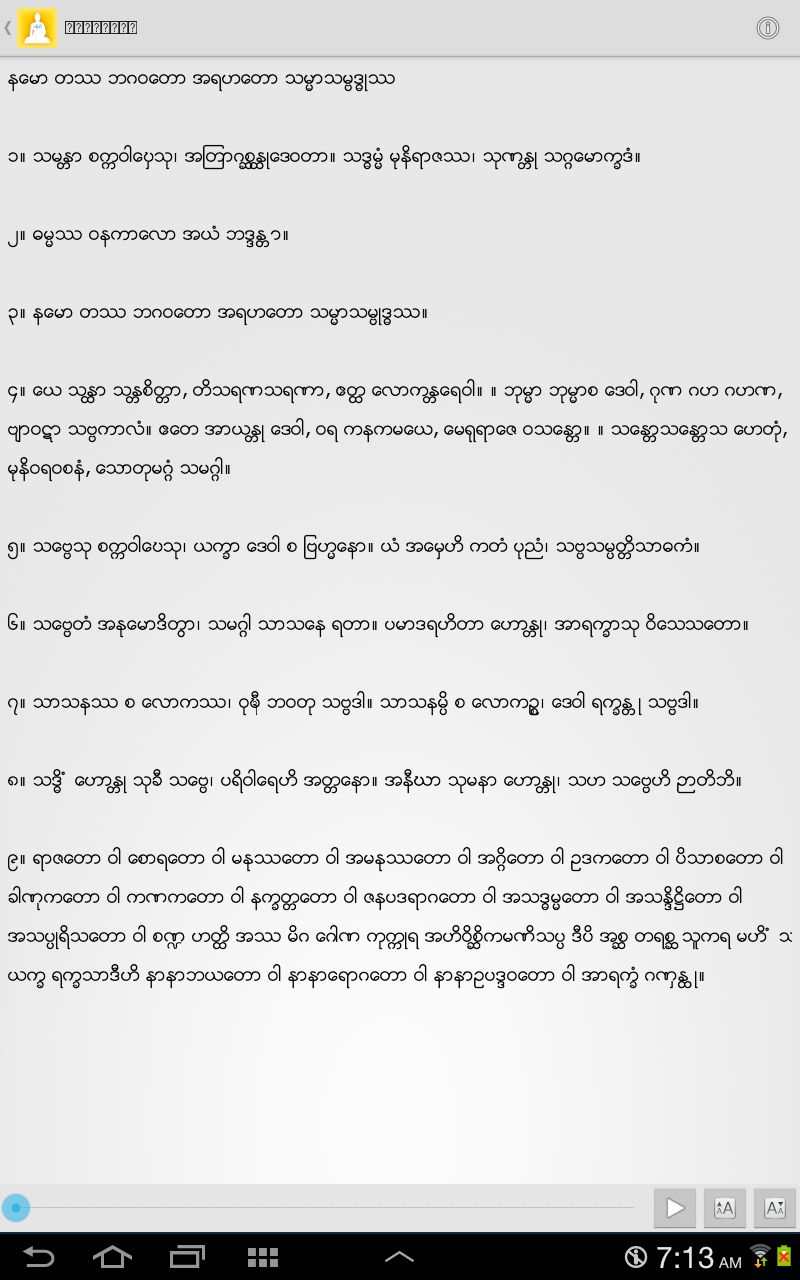 နမော တဿ ဘဂဝတော အရဟတော သမ္မာသမ္ဗဒ္ဓုဿ
၁။ သမန္တာ စက္ကဝါဠေသု၊ အတြာဂစ္ဆန္တုဒေဝတာ။ သဒ္ဓမ္မံ မုနိရာဇဿ၊ သုဏန္တု သဂ္ဂမောက္ခဒံ။
၂။ ဓမ္မဿ ဝနကာလော အယံ ဘဒ္ဒန္တာ။
၃။ နမော တဿ ဘဂဝတော အရဟတော သမ္မာသမ္ဗုဒ္ဓဿ။
၄။ ယေ သန္ထာ သန္တစိတ္တာ, တိသရဏသရဏာ, ဧတ္ထ လောကန္တရေဝါ။ ။ ဘုမ္မာ ဘုမ္မာစ ဒေဝါ, ဂုဏ ဂဟ ဂဟဏ,
ဗျာဝဋာ သဗ္ဗကာလံ။ ဧတေ အာယန္တု ဒေဝါ, ဝရ ကနကမယေ, မေရုရာဇေ ဝသန္တော။ ။ သန္တောသန္တောသ ဟေတုံ,
မုနိဝရဝစနံ, သောတုမဂ္ဂံ သမဂ္ဂါ။
၅။ သဗ္ဗေသု စက္ကဝါဠေသု၊ ယက္ခာ ဒေဝါ စ ဗြဟ္မနော။ ယံ အမှေဟိ ကတံ ပုညံ၊ သဗ္ဗသမ္ပတ္တိသာဓကံ။
၆။ သဗ္ဗေတံ အနုမောဒိတွာ၊ သမဂ္ဂါ သာသနေ ရတာ။ ပမာဒရဟိတာ ဟောန္တု၊ အာရက္ခာသု ဝိသေသတော။
၇။ သာသနဿ စ လောကဿ၊ ဝုဓီ ဘဝတု သဗ္ဗဒါ။ သာသနမ္ပိ စ လောကဉ္စ၊ ဒေဝါ ရက္ခန္တု သဗ္ဗဒါ။
၈။ သဒ္ဓိံ ဟောန္တု သုခီ သဗ္ဗေ၊ ပရိဝါရေဟိ အတ္တနော။ အနီဃာ သုမနာ ဟောန္တု၊ သဟ သဗ္ဗေဟိ ဉာတိဘိ။
၉။ ရာဇတော ဝါ စောရတော ဝါ မနုဿတော ဝါ အမနုဿတော ဝါ အဂ္ဂိတော ဝါ ဥဒကတော ဝါ ပိသာစတော ဝါ
ခါဏုကတော ဝါ ကဏကတော ဝါ နက္ခတ္တတော ဝါ ဇနပဒရာဂတော ဝါ အသဒ္ဓမ္မတော ဝါ အသန္ဒိဋ္ဌိတော ဝါ
အသပ္ပုရိသတော ဝါ စဏ္ဍ ဟတ္ထိ အဿ မိဂ ဂေါဏ ကုက္ကုရ အဟိဝိစ္ဆိကမဏိသပ္ပ ဒီပိ အစ္ဆ တရစ္ဆ သူကရ မဟိံ သ
ယက္ခ ရက္ခသာဒီဟိ နာနာဘယတော ဝါ နာနာရောဂတော ဝါ နာနာဥပဒ္ဒဝတော ဝါ အာရက္ခံ ဂဏှန္ထု။
7:13 AM